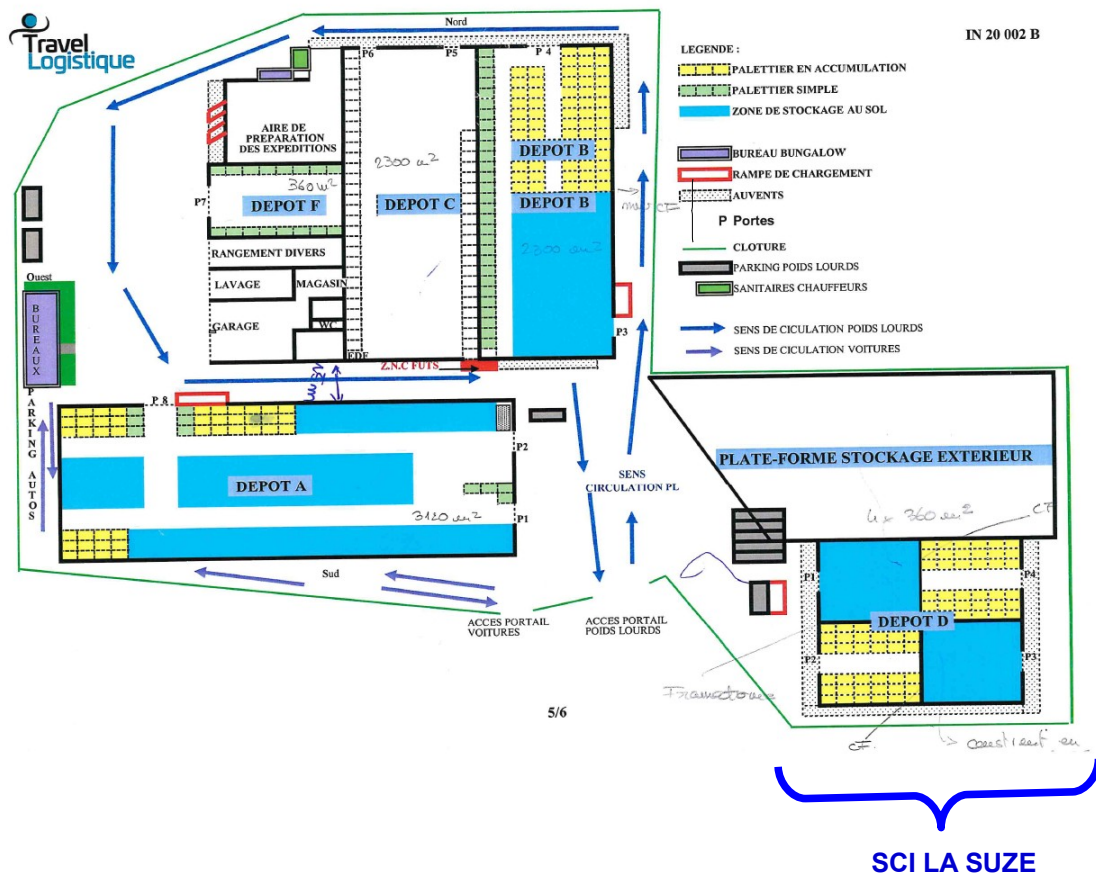 Travel
Logistique
Nord
IN 20 002 B
LEGENDE :
PALETTIER EN ACCUMULATION
PALETTIER SIMPLE
ZONE DE STOCKAGE AU SOL
BUREAU BUNGALOW
RAMPE DE CHARGEMENT
AUVENTS
P Portes
CLOTURE
PARKING POIDS LOURDS
SANITAIRES CHAUFFEURS
SENS DE CICULATION POIDS LOURDS
SENS DE CICULATION VOITURES
P6
P5
P 4
AIRE DE
PREPARATION
DES EXPEDITIONS
2300 m²
DEPOT B
360 m²
P7
DEPOT F
DEPOT C
DEPOT B
mur CF
2300 m²
RANGEMENT DIVERS
LAVAGE
MAGASIN
GARAGE
WC
EDF
P3
Z.N.C FUTS
Ouest
BUREAUX
PARKING AUTOS
P 8
P2
DEPOT A
3120 m²
P1
SENS
CIRCULATION PL
PLATE-FORME STOCKAGE EXTERIEUR
4 x 360 m²
CF
P1
P4
DEPOT D
P2
P3
Sud
ACCES PORTAIL
VOITURES
ACCES PORTAIL
POIDS LOURDS
5/6
CF.
SCI LA SUZE